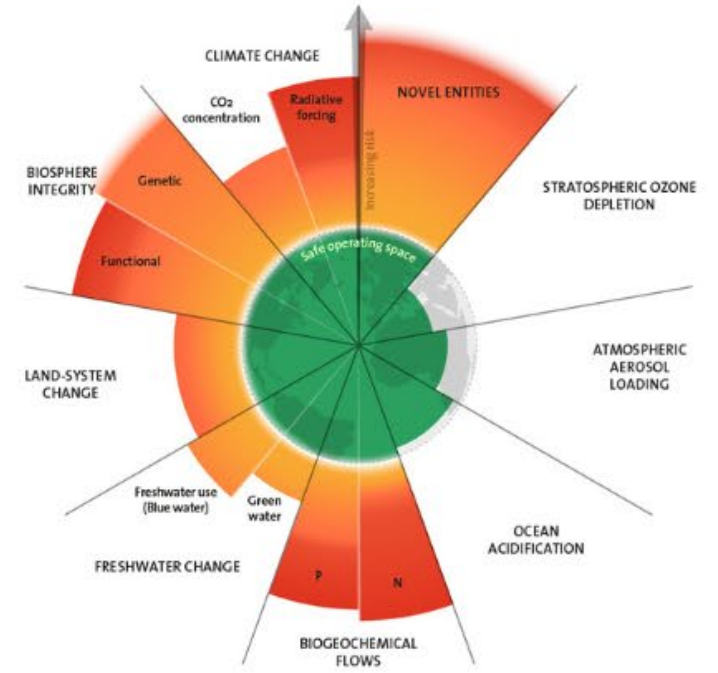 CLIMATE CHANGE
CO2
concentration
Radiative
forcing
NOVEL ENTITIES
Increasing risk
BIOSPHERE
INTEGRITY
Genetic
STRATOSPHERIC OZONE
DEPLETION
Functional
Safe operating space
LAND-SYSTEM
CHANGE
ATMOSPHERIC
AEROSOL
LOADING
Freshwater use
(Blue water)
Green
water
FRESHWATER CHANGE
OCEAN
ACIDIFICATION
P
N
BIOGEOCHEMICAL
FLOWS